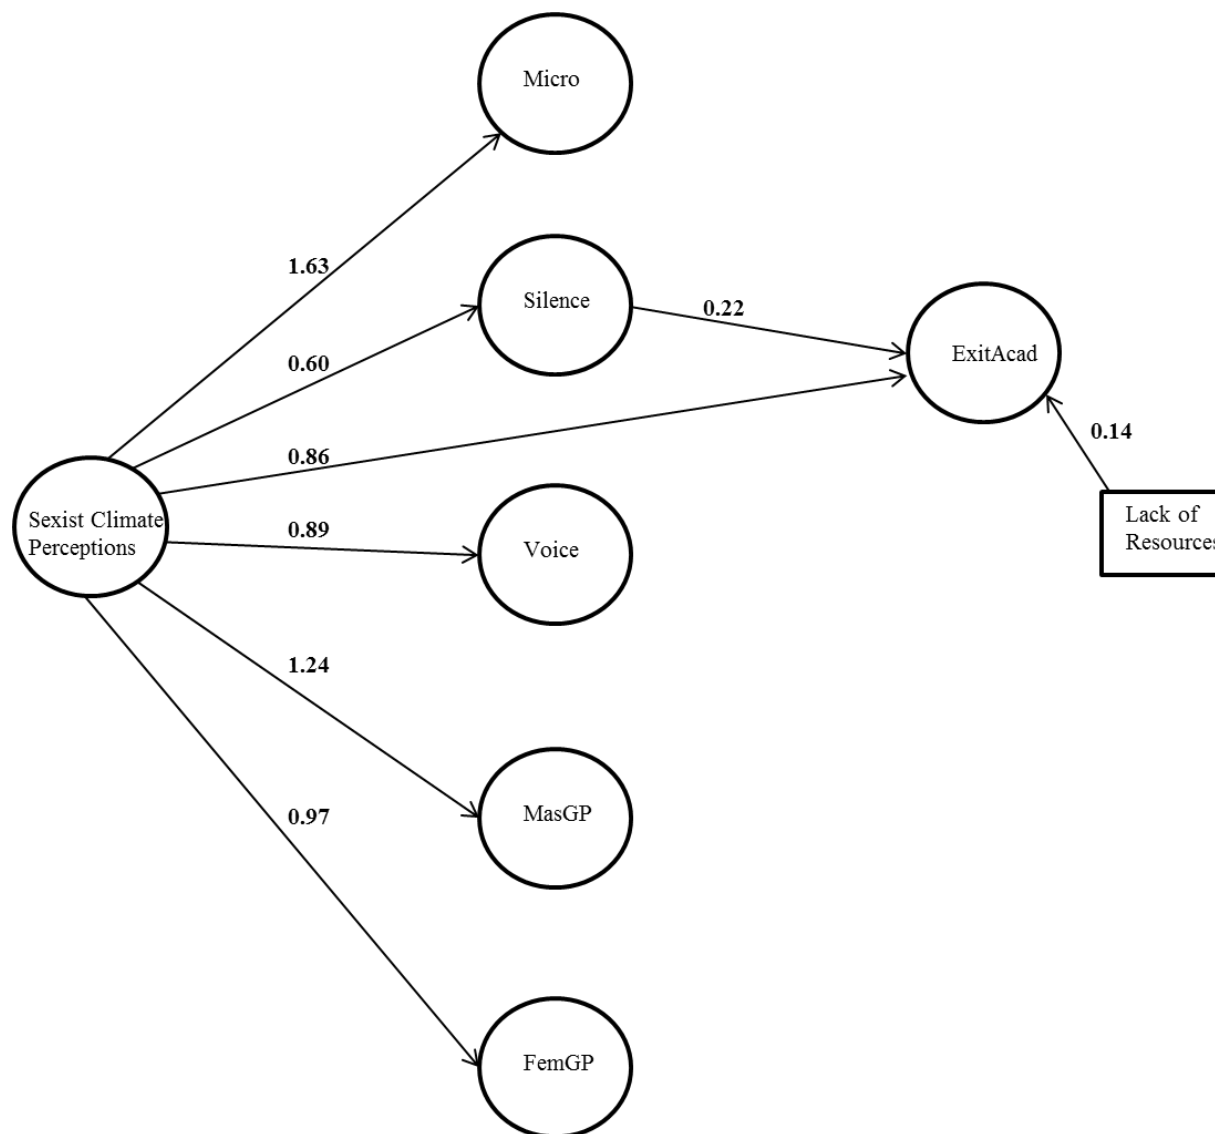 Micro
1.63
Silence
0.22
0.60
ExitAcad
0.14
0.86
Sexist Climate
Perceptions
0.89
Voice
Lack of
Resources
1.24
MasGP
0.97
FemGP